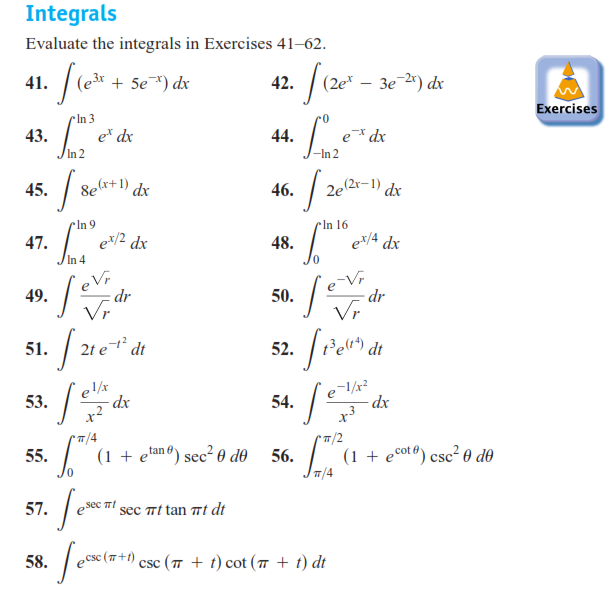 Integrals
Evaluate the integrals in Exercises 41–62.
41. ∫ (e^{3x} + 5e^{-x}) dx 42. ∫ (2e^x − 3e^{-2x}) dx
Exercises
43. ∫_{ln 2}^{ln 3} e^x dx 44. ∫_{-ln 2}^{0} e^{-x} dx
45. ∫ 8e^{(x+1)} dx 46. ∫ 2e^{(2x−1)} dx
47. ∫_{ln 4}^{ln 9} e^{x/2} dx 48. ∫_{0}^{ln 16} e^{x/4} dx
49. ∫ \frac{e^{√r}}{√r} dr 50. ∫ \frac{e^{-√r}}{√r} dr
51. ∫ 2t e^{-t^2} dt 52. ∫ t^3 e^{(t^4)} dt
53. ∫ \frac{e^{1/x}}{x^2} dx 54. ∫ \frac{e^{-1/x^2}}{x^3} dx
55. ∫_{0}^{π/4} (1 + e^{tan θ}) sec^2 θ dθ 56. ∫_{π/4}^{π/2} (1 + e^{cot θ}) csc^2 θ dθ
57. ∫ e^{sec πt} sec πt tan πt dt
58. ∫ e^{csc (π+t)} csc (π + t) cot (π + t) dt